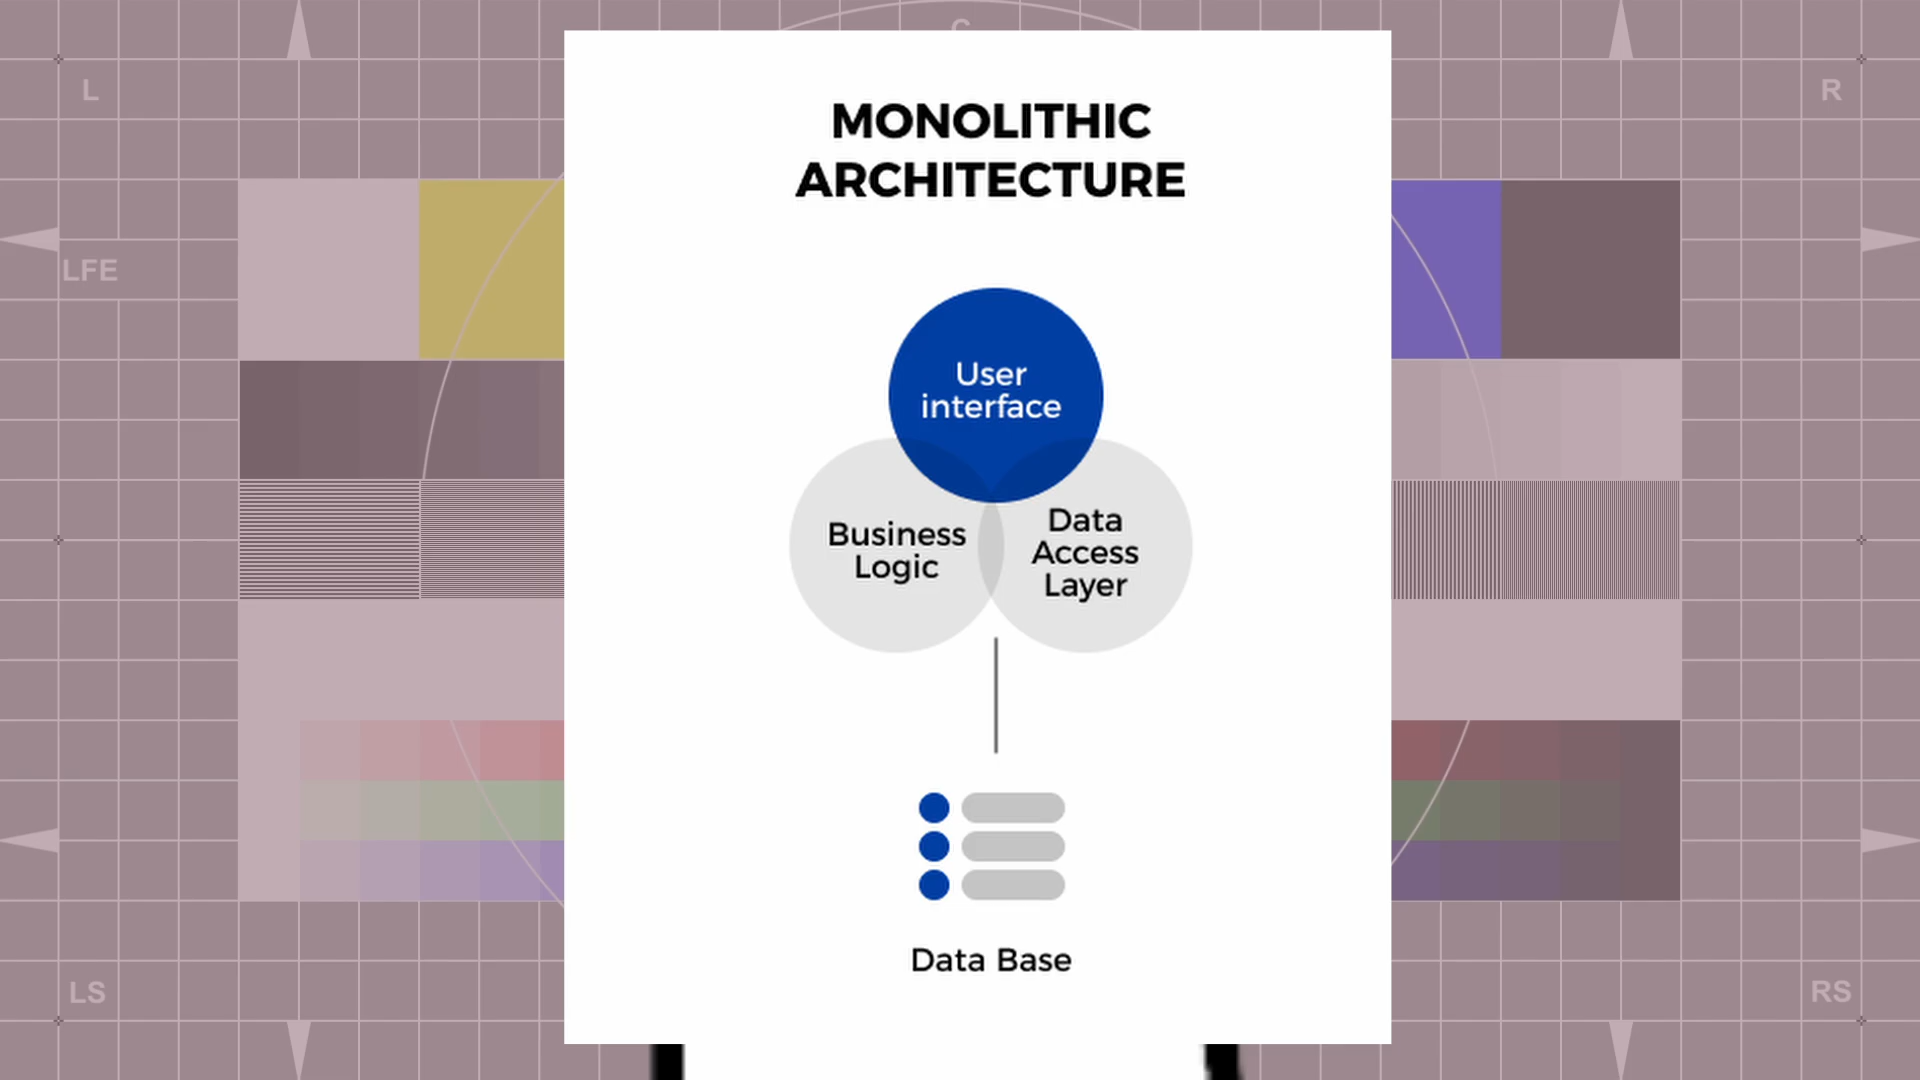 C
L
R
MONOLITHIC
ARCHITECTURE
LFE
User
interface
Business
Logic
Data
Access
Layer
Data Base
LS
RS